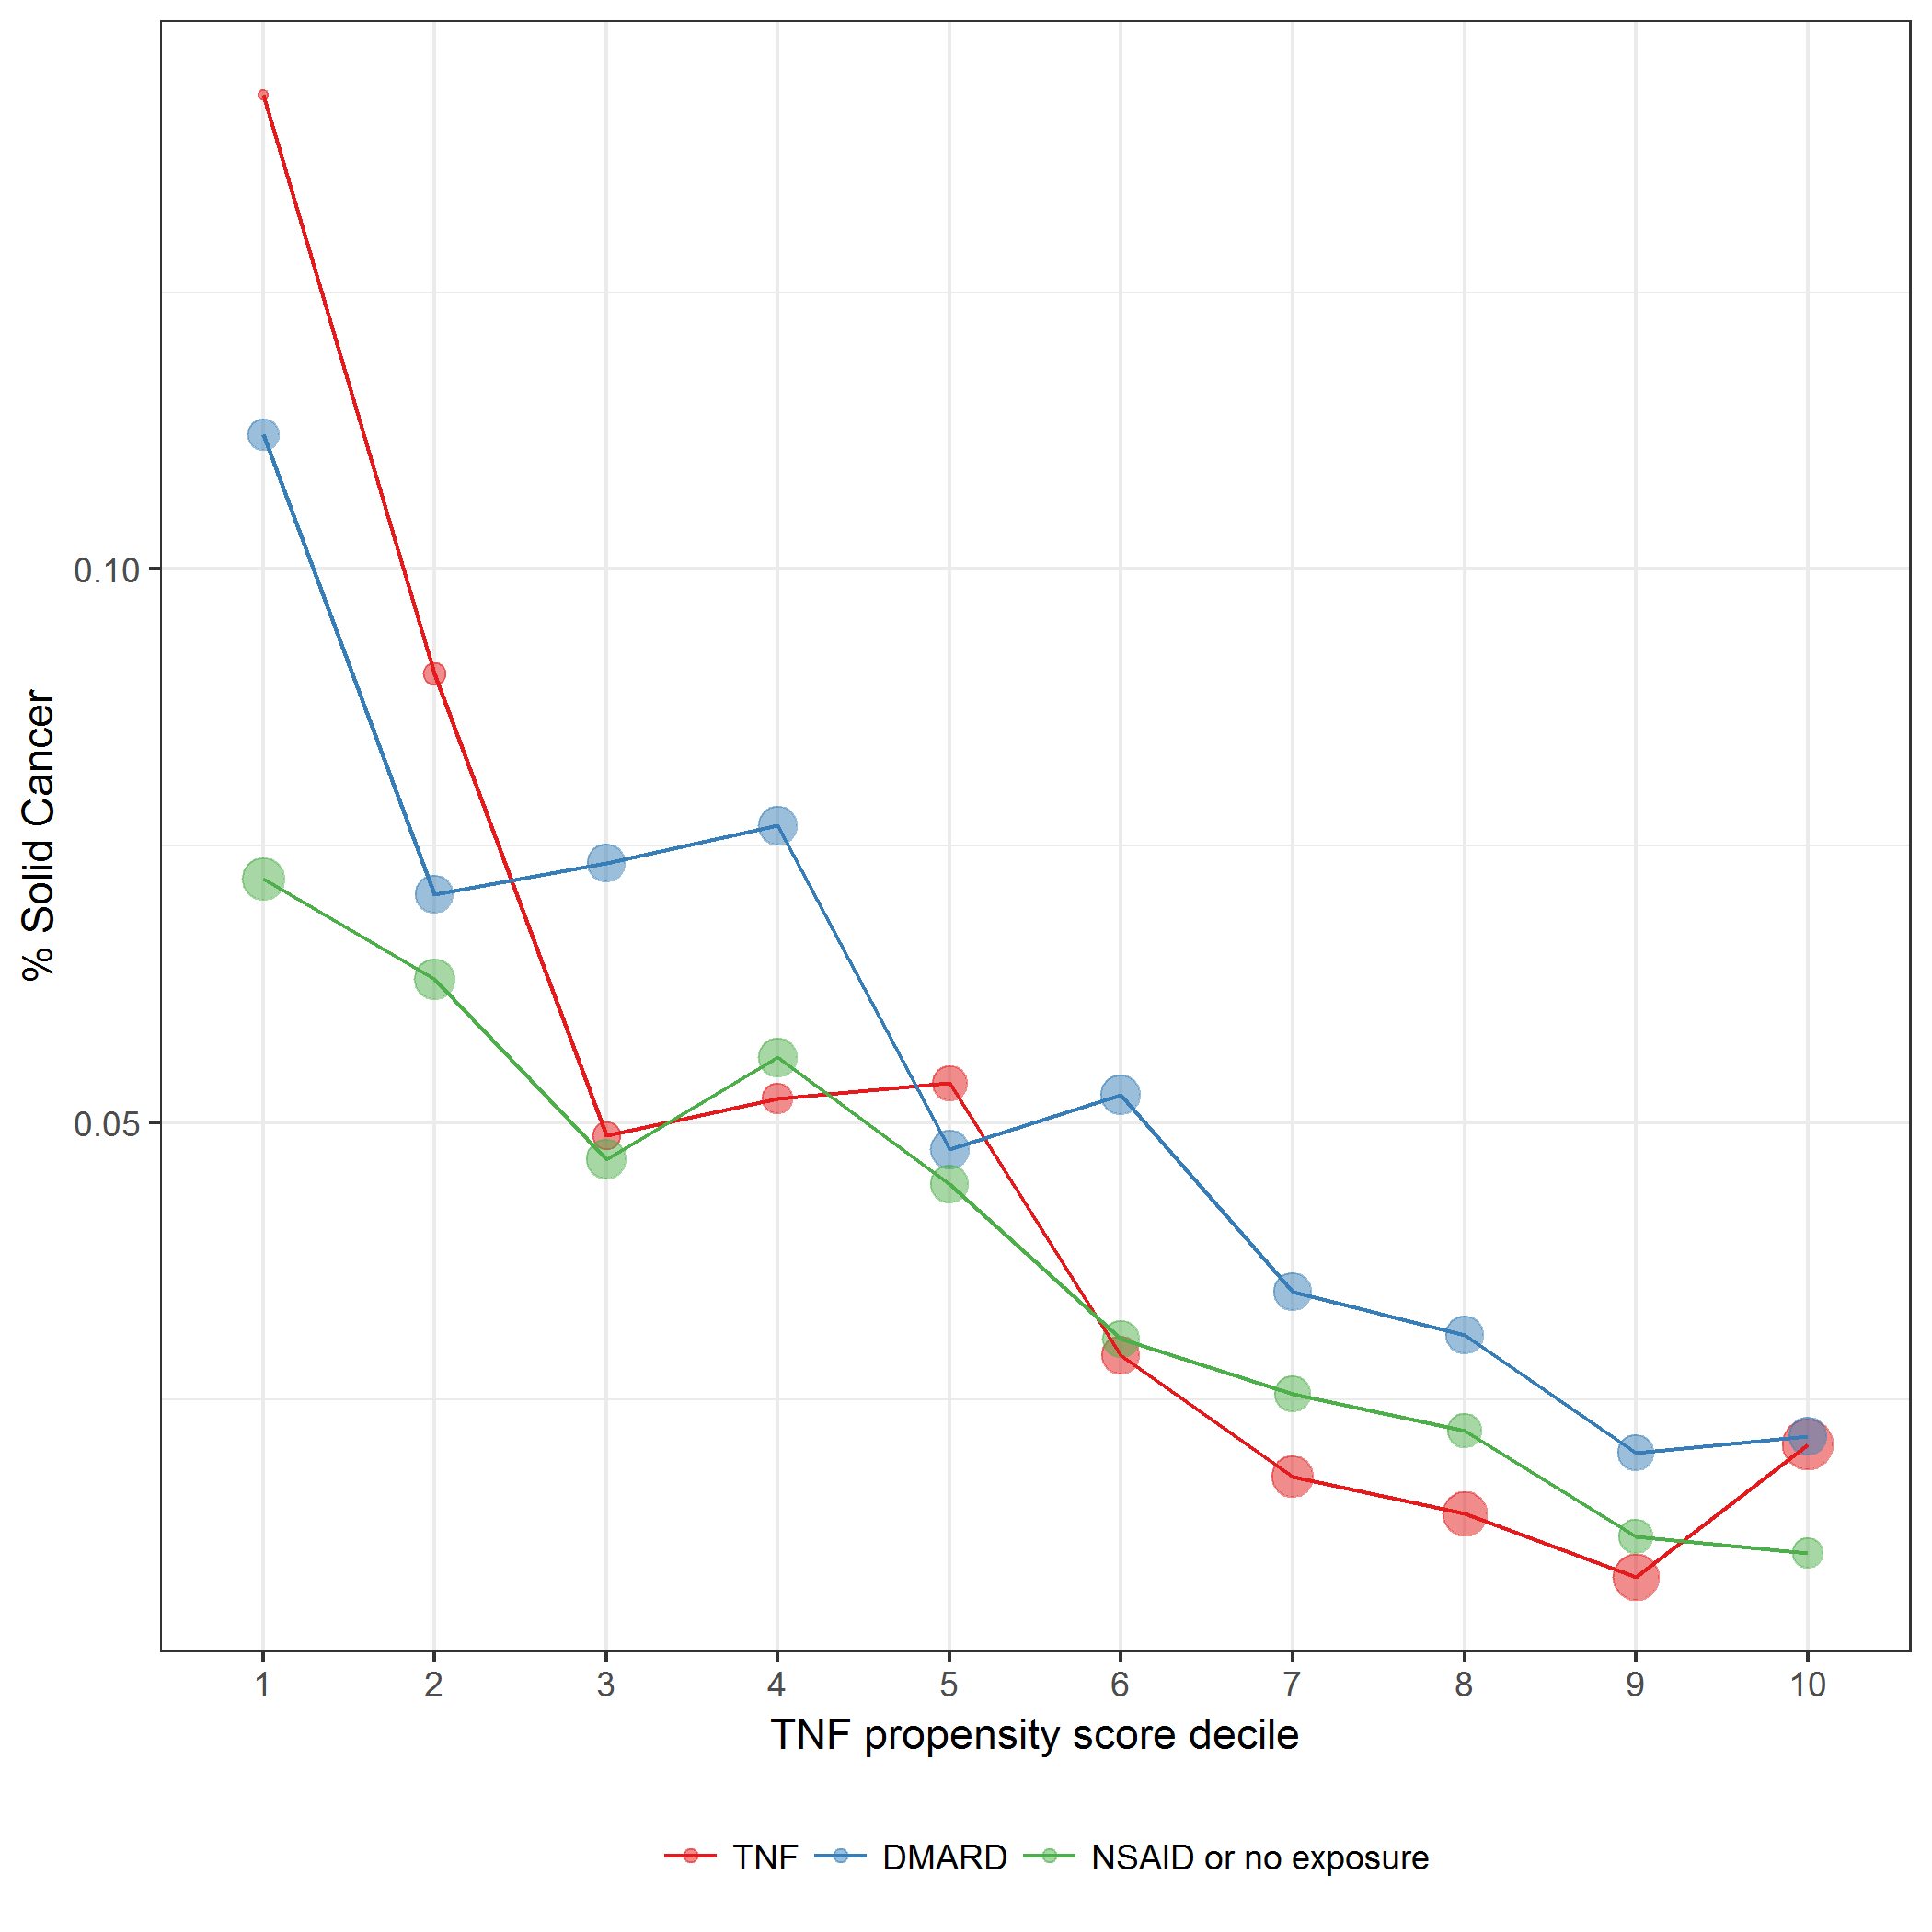 % Solid Cancer
0.10
0.05
1 2 3 4 5 6 7 8 9 10
TNF propensity score decile
TNF DMARD NSAID or no exposure